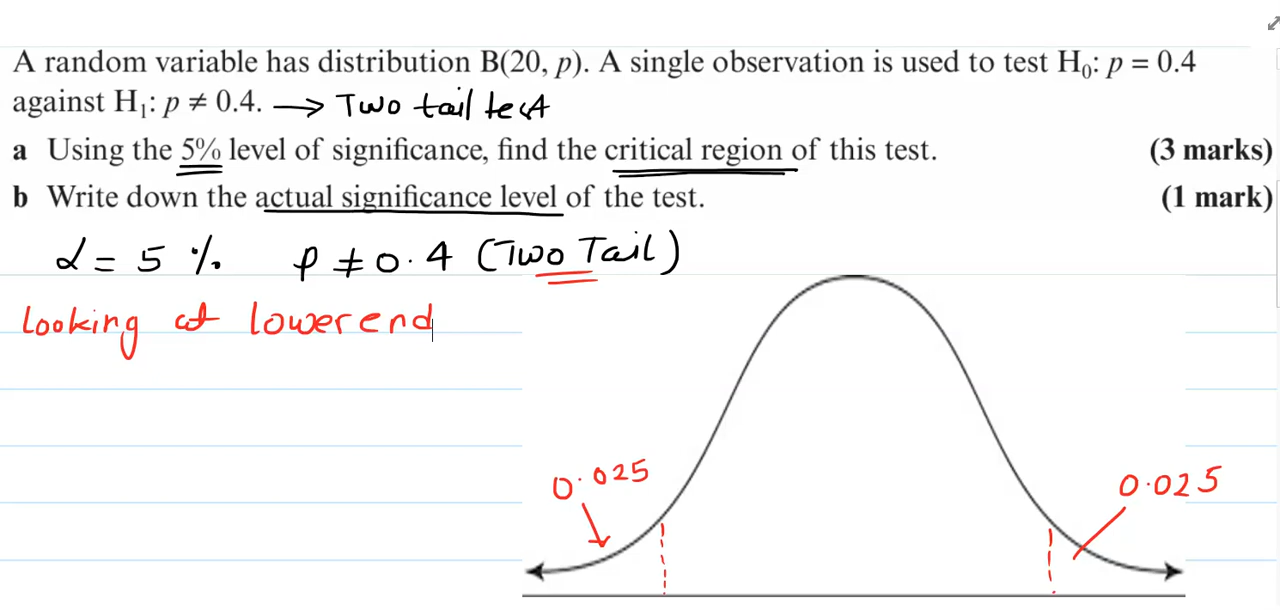 A random variable has distribution B(20, p). A single observation is used to test H₀: p = 0.4
against H₁: p ≠ 0.4. → Two tail test
a Using the 5% level of significance, find the critical region of this test. (3 marks)
b Write down the actual significance level of the test. (1 mark)
α = 5 % p ≠ 0.4 (Two Tail)
Looking at lower end
0.025
0.025